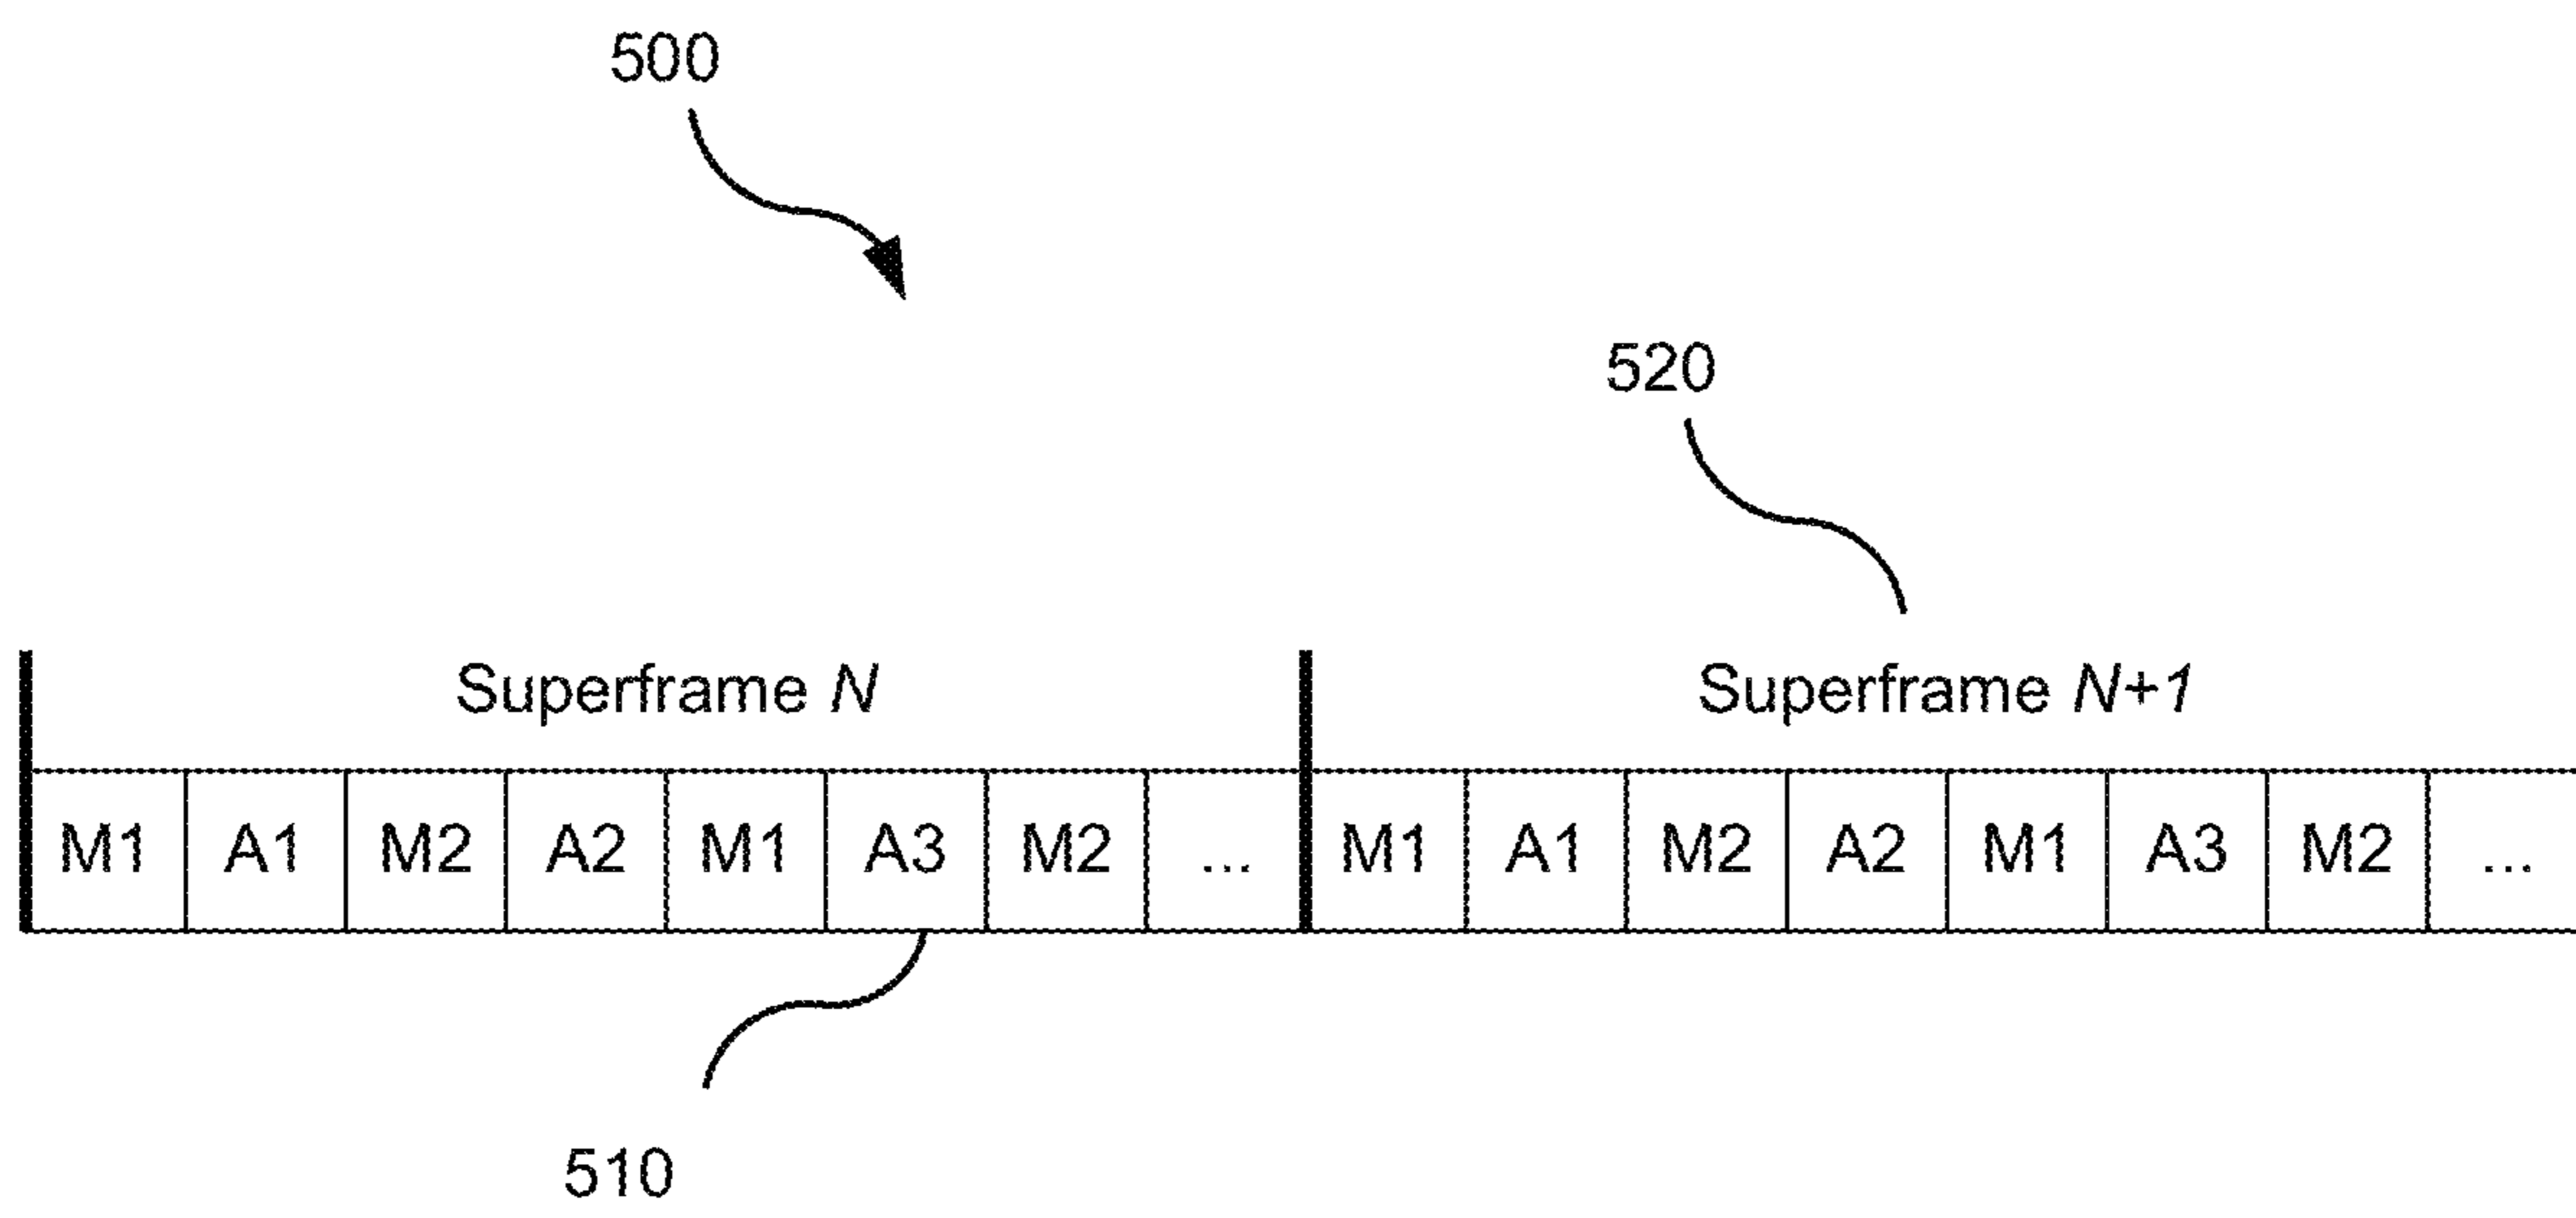 500
520
Superframe N
Superframe N+1
M1 A1 M2 A2 M1 A3 M2 ... M1 A1 M2 A2 M1 A3 M2 ...
510